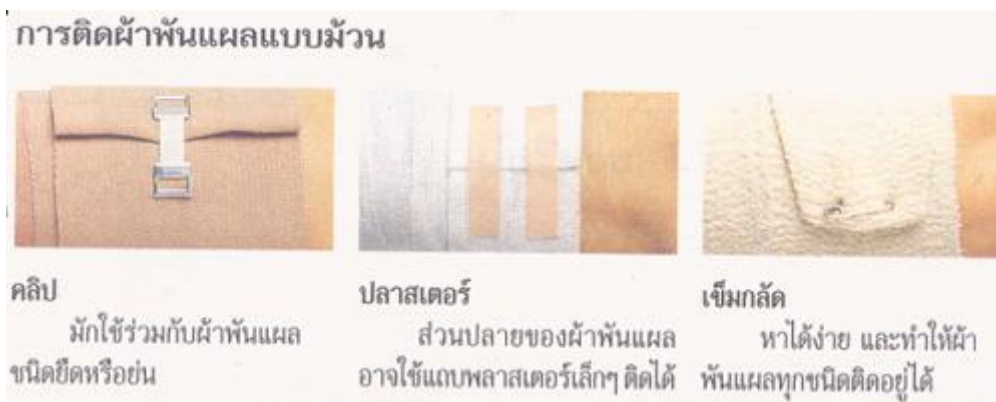 การติดผ้าพันแผลแบบม้วน
คลิป
มักใช้ร่วมกับผ้าพันแผล
ชนิดยืดหรือย่น
ปลาสเตอร์
ส่วนปลายของผ้าพันแผล
อาจใช้แถบพลาสเตอร์เล็กๆ ติดได้
เข็มกลัด
หาได้ง่าย และทำให้ผ้า
พันแผลทุกชนิดติดอยู่ได้